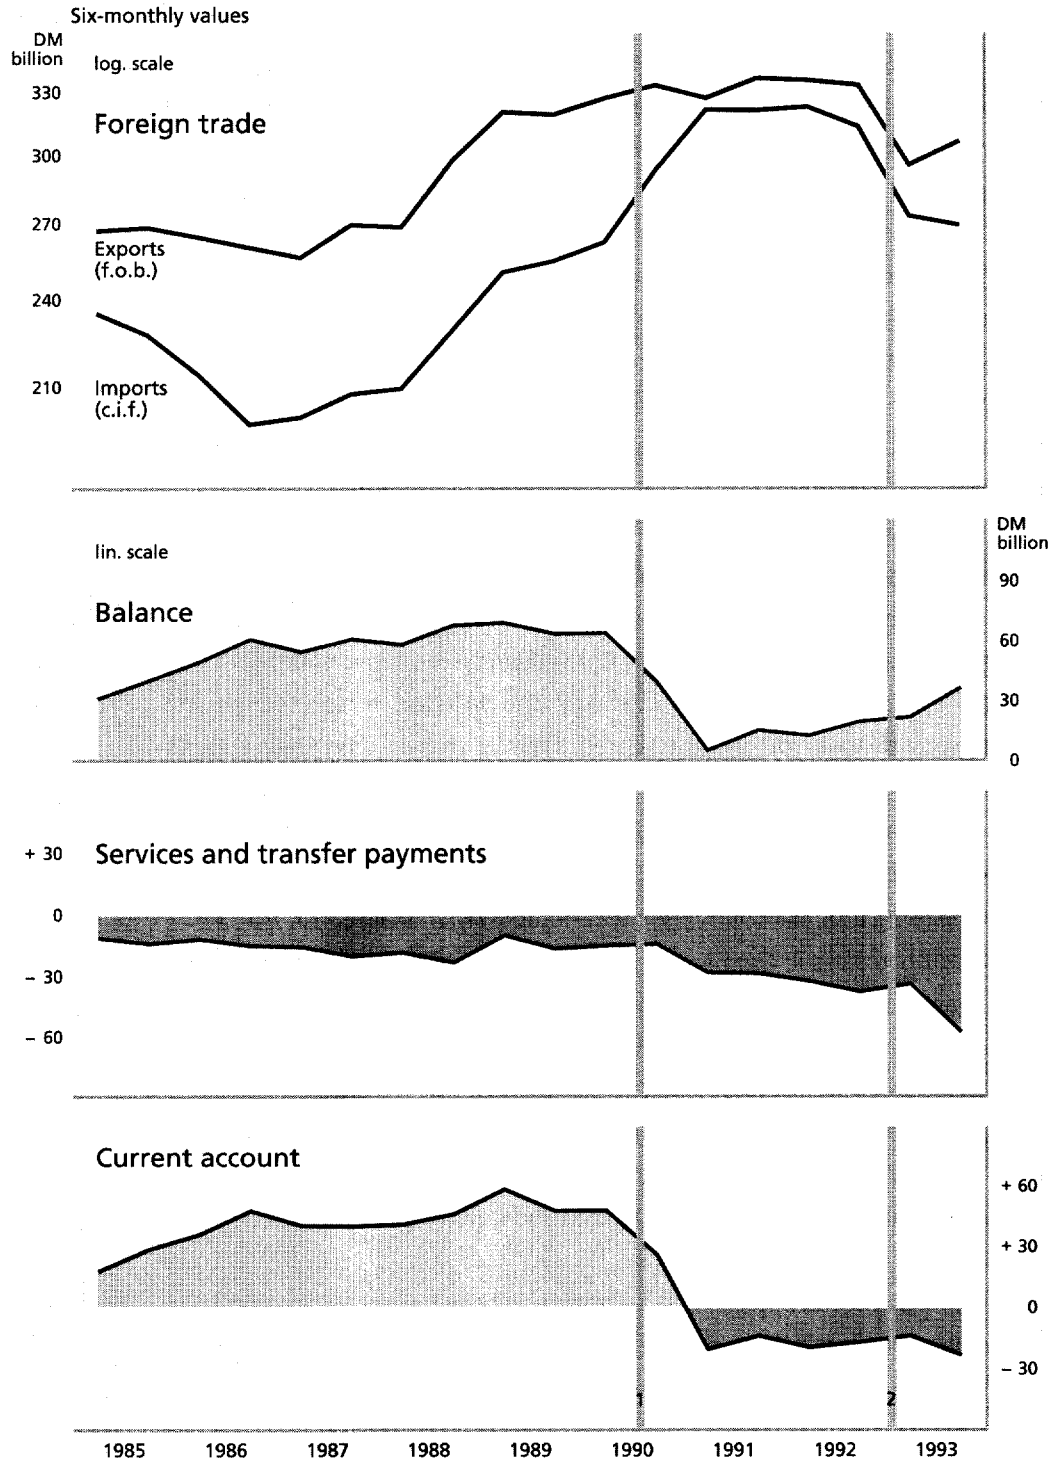 Six-monthly values
DM
billion
log. scale
330
Foreign trade
300
270
Exports
(f.o.b.)
240
210
Imports
(c.i.f.)
DM
billion
lin. scale
90
Balance
60
30
0
+ 30
Services and transfer payments
0
– 30
– 60
Current account
+ 60
+ 30
0
– 30
1
2
1985 1986 1987 1988 1989 1990 1991 1992 1993